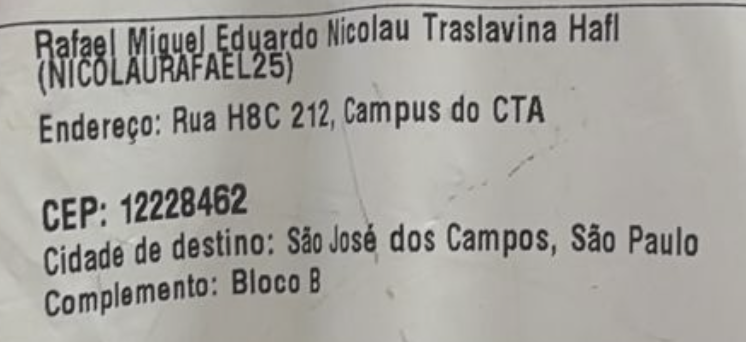 Rafael Miguel Eduardo Nicolau Traslavina Hafl
(NICOLAURAFAEL25)
Endereço: Rua H8C 212, Campus do CTA
CEP: 12228462
Cidade de destino: São José dos Campos, São Paulo
Complemento: Bloco B